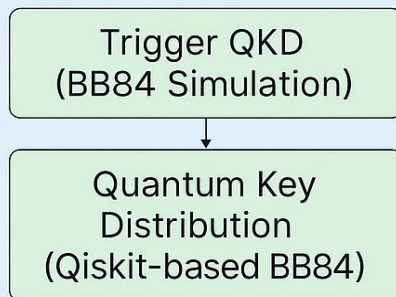 Trigger QKD
(BB84 Simulation)
Quantum Key
Distribution
(Qiskit-based BB84)